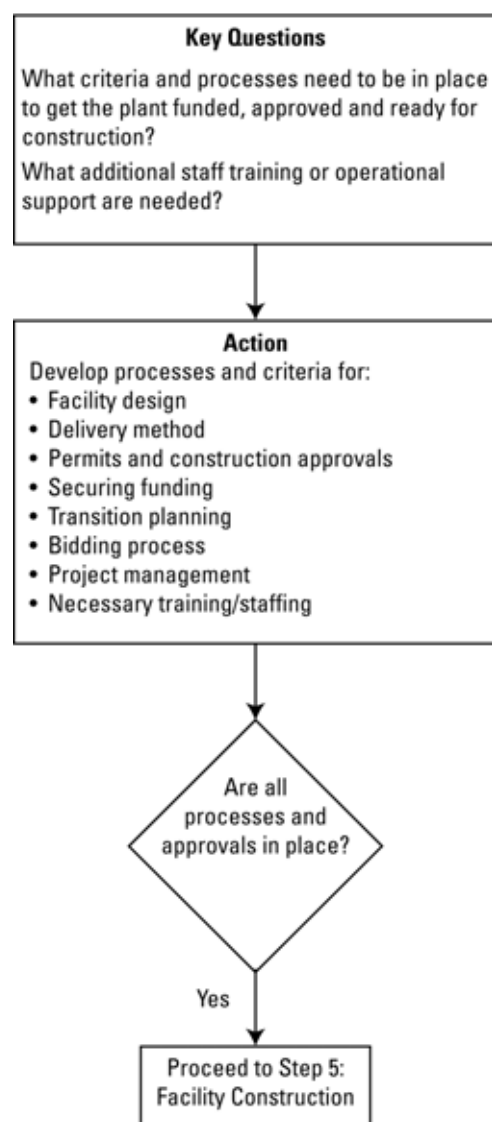 Key Questions
What criteria and processes need to be in place
to get the plant funded, approved and ready for
construction?
What additional staff training or operational
support are needed?
Action
Develop processes and criteria for:
• Facility design
• Delivery method
• Permits and construction approvals
• Securing funding
• Transition planning
• Bidding process
• Project management
• Necessary training/staffing
Are all
processes and
approvals in place?
Yes
Proceed to Step 5:
Facility Construction